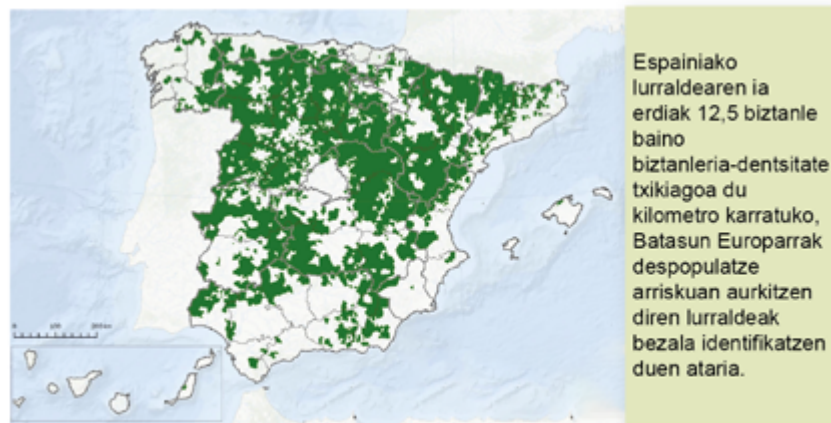 Espainiako
lurraldearen ia
erdiak 12,5 biztanle
baino
biztanleria-dentsitate
txikiagoa du
kilometro karratuko,
Batasun Europarrak
despopulatze
arriskuan aurkitzen
diren lurraldeak
bezala identifikatzen
duen ataria.